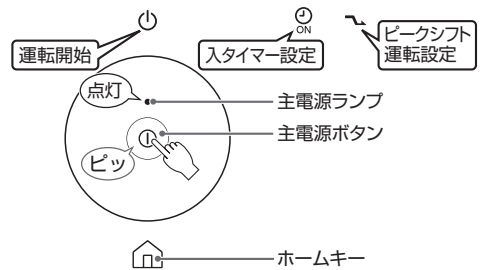 ON
運転開始
入タイマー設定
ピークシフト
運転設定
点灯
主電源ランプ
主電源ボタン
ピッ
ホームキー